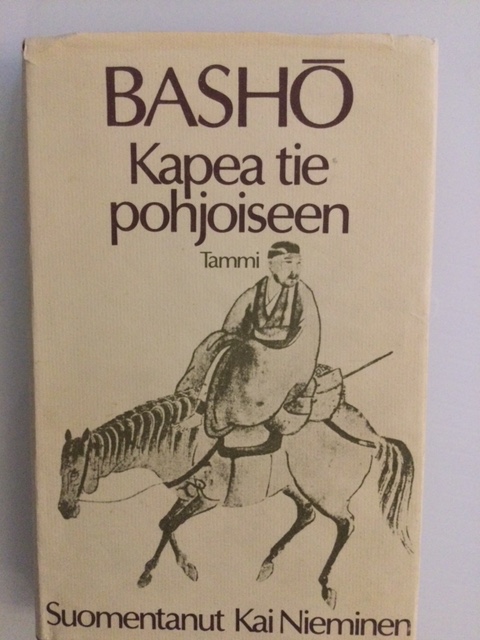 BASHŌ
Kapea tie
pohjoiseen
Tammi
Suomentanut Kai Nieminen